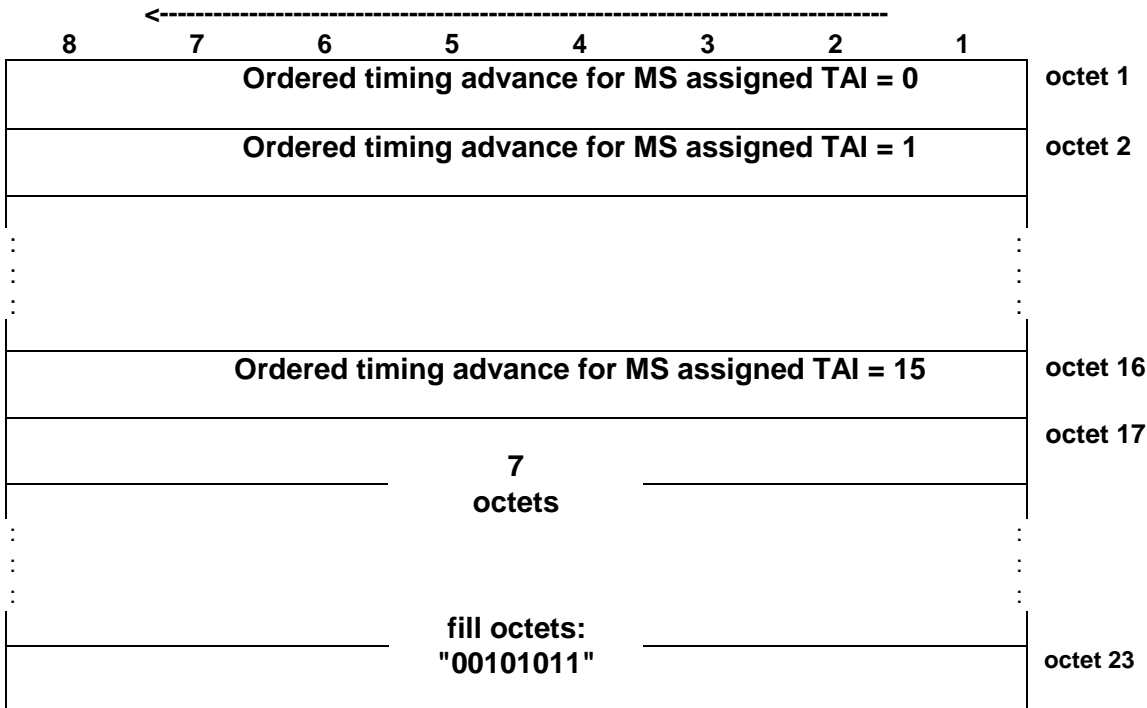 <--------------------------------------------------------------------------------
8 7 6 5 4 3 2 1
Ordered timing advance for MS assigned TAI = 0 octet 1
Ordered timing advance for MS assigned TAI = 1 octet 2
: :
: :
: :
Ordered timing advance for MS assigned TAI = 15 octet 16
octet 17
7
octets
: :
: :
: :
fill octets:
"00101011" octet 23